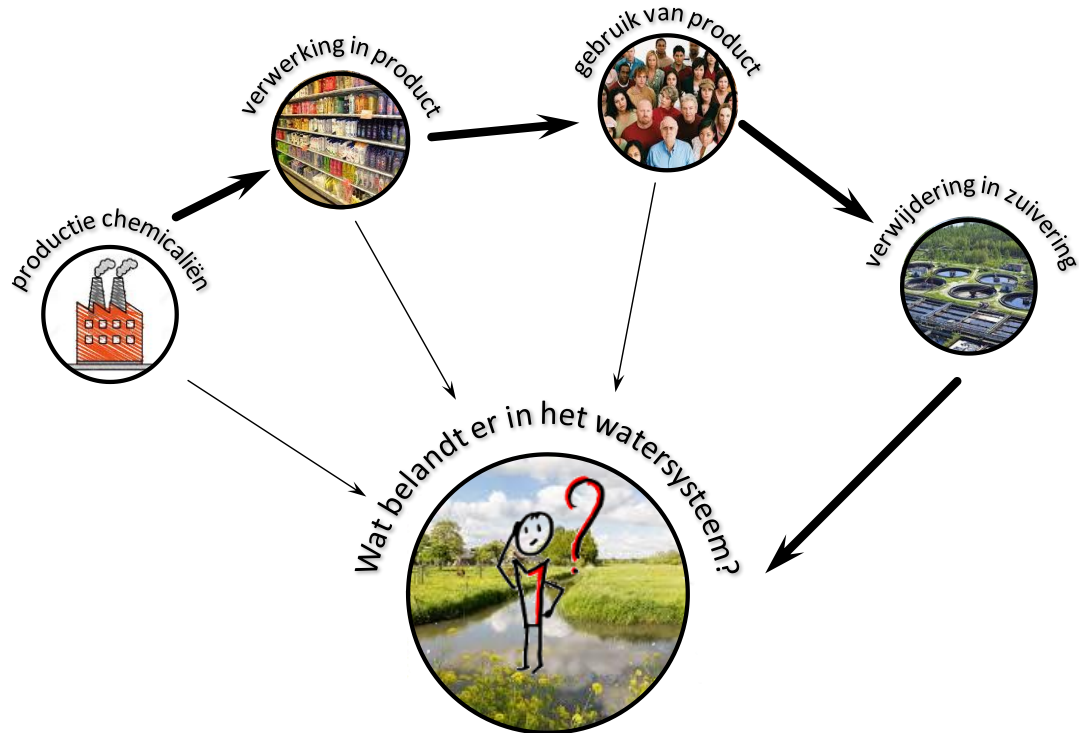 productie chemicaliën
verwerking in product
gebruik van product
verwijdering in zuivering
Wat belandt er in het watersysteem?